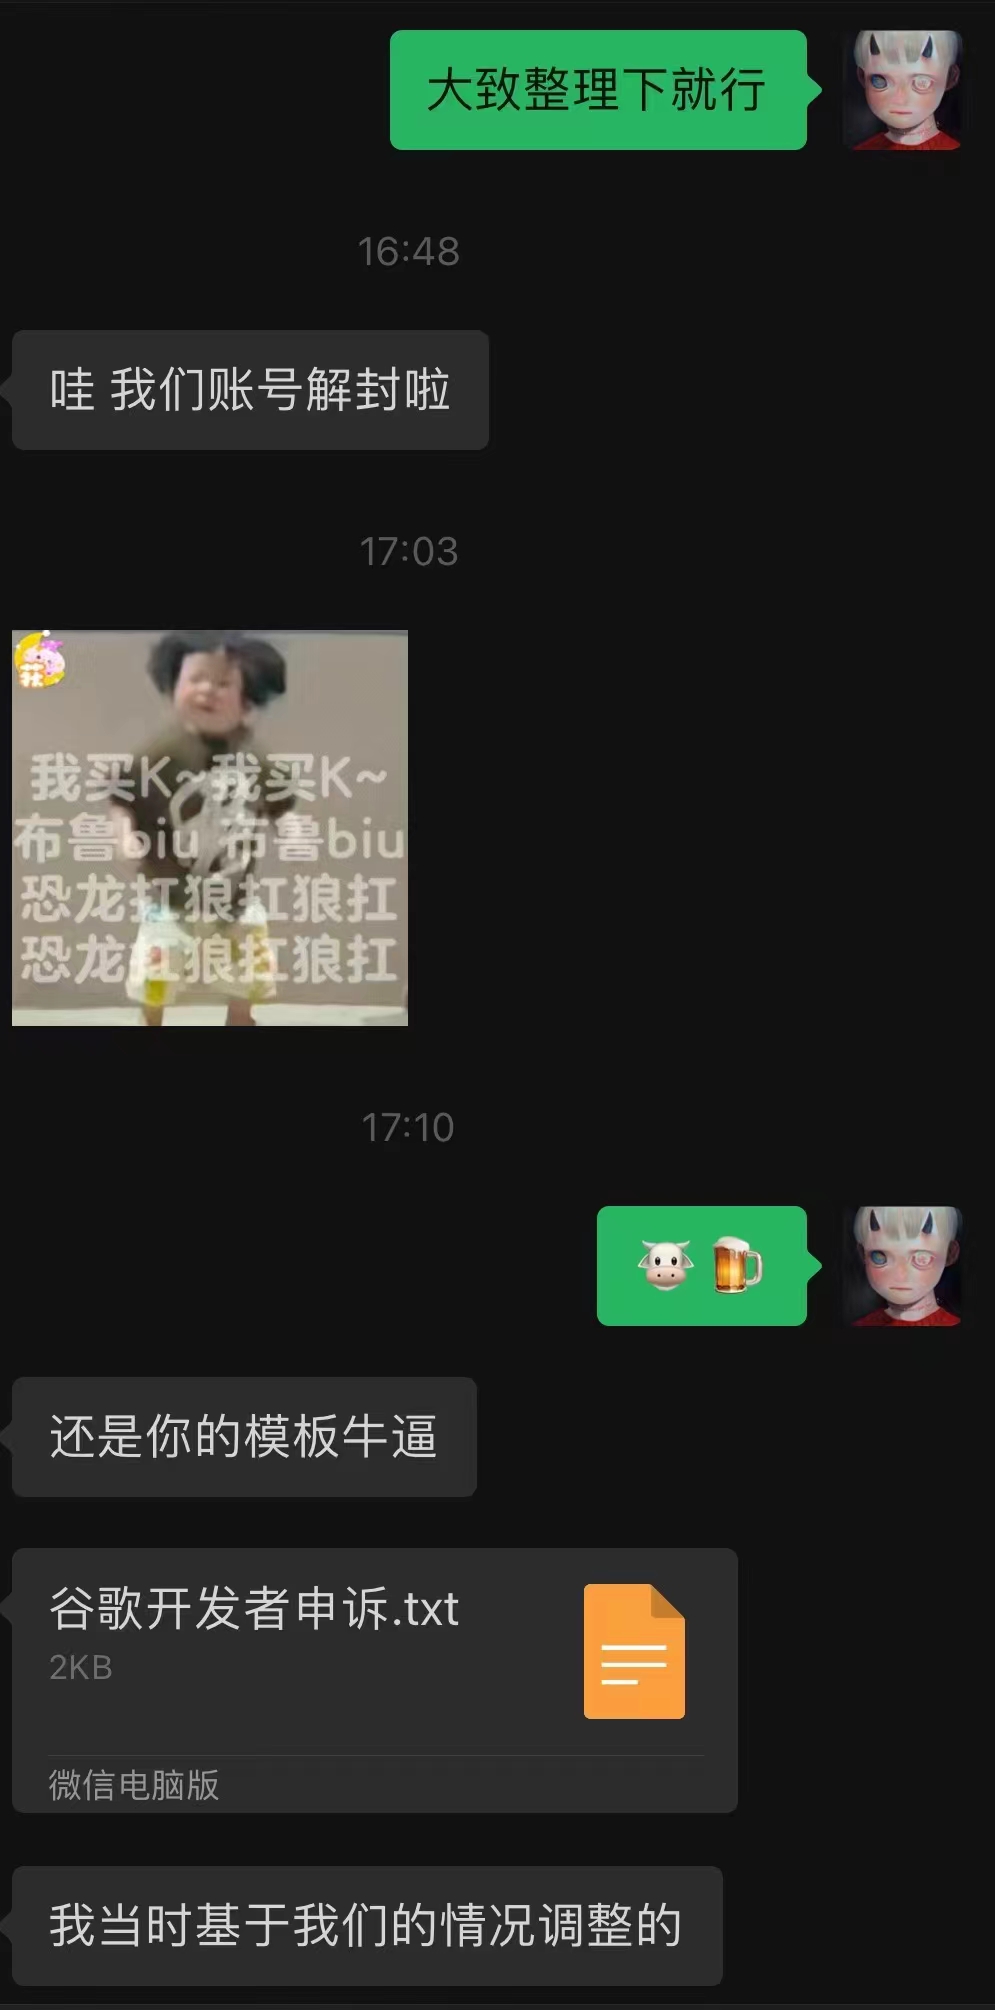 大致整理下就行
16:48
哇 我们账号解封啦
17:03
苏
我买K~我买K~
布鲁biu 布鲁biu
恐龙扛狼扛狼扛
恐龙扛狼扛狼扛
17:10
还是你的模板牛逼
谷歌开发者申诉.txt
2KB
微信电脑版
我当时基于我们的情况调整的